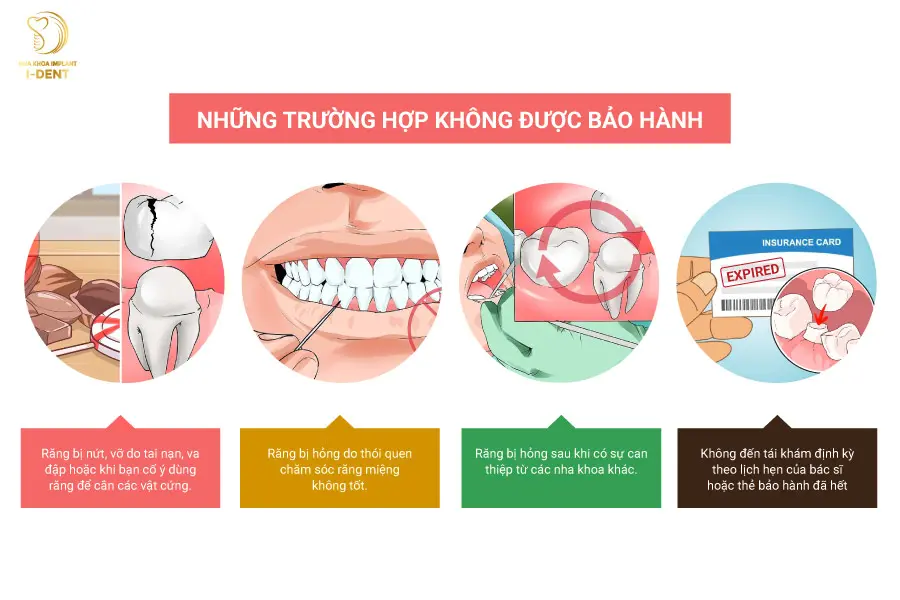 NHA KHOA IMPLANT
I-DENT
NHỮNG TRƯỜNG HỢP KHÔNG ĐƯỢC BẢO HÀNH
INSURANCE CARD
EXPIRED
Răng bị nứt, vỡ do tai nạn, va
đập hoặc khi bạn cố ý dùng
răng để cắn các vật cứng.
Răng bị hỏng do thói quen
chăm sóc răng miệng
không tốt.
Răng bị hỏng sau khi có sự can
thiệp từ các nha khoa khác.
Không đến tái khám định kỳ
theo lịch hẹn của bác sĩ
hoặc thẻ bảo hành đã hết